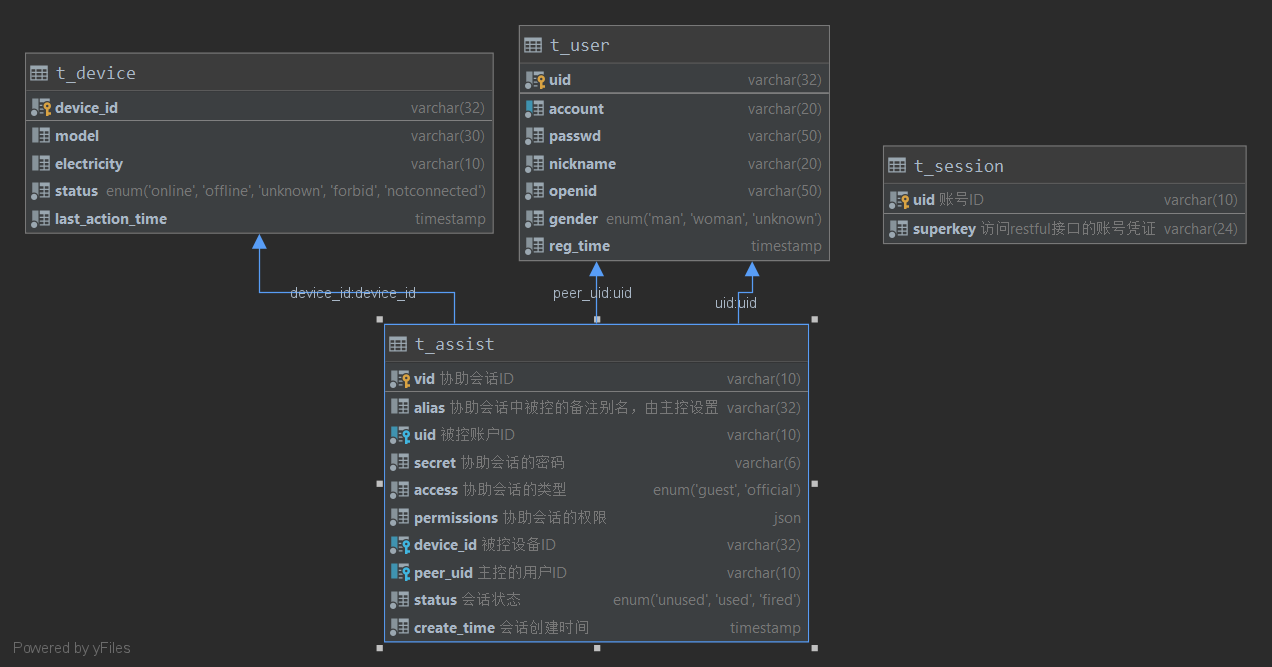 t_device
device_id varchar(32)
model varchar(30)
electricity varchar(10)
status enum('online', 'offline', 'unknown', 'forbid', 'notconnected')
last_action_time timestamp
t_user
uid varchar(32)
account varchar(20)
passwd varchar(50)
nickname varchar(20)
openid varchar(50)
gender enum('man', 'woman', 'unknown')
reg_time timestamp
t_session
uid 账号ID varchar(10)
superkey 访问restful接口的账号凭证 varchar(24)
device_id:device_id
peer_uid:uid
uid:uid
t_assist
vid 协助会话ID varchar(10)
alias 协助会话中被控的备注别名，由主控设置 varchar(32)
uid 被控账户ID varchar(10)
secret 协助会话的密码 varchar(6)
access 协助会话的类型 enum('guest', 'official')
permissions 协助会话的权限 json
device_id 被控设备ID varchar(32)
peer_uid 主控的用户ID varchar(10)
status 会话状态 enum('unused', 'used', 'fired')
create_time 会话创建时间 timestamp
Powered by yFiles